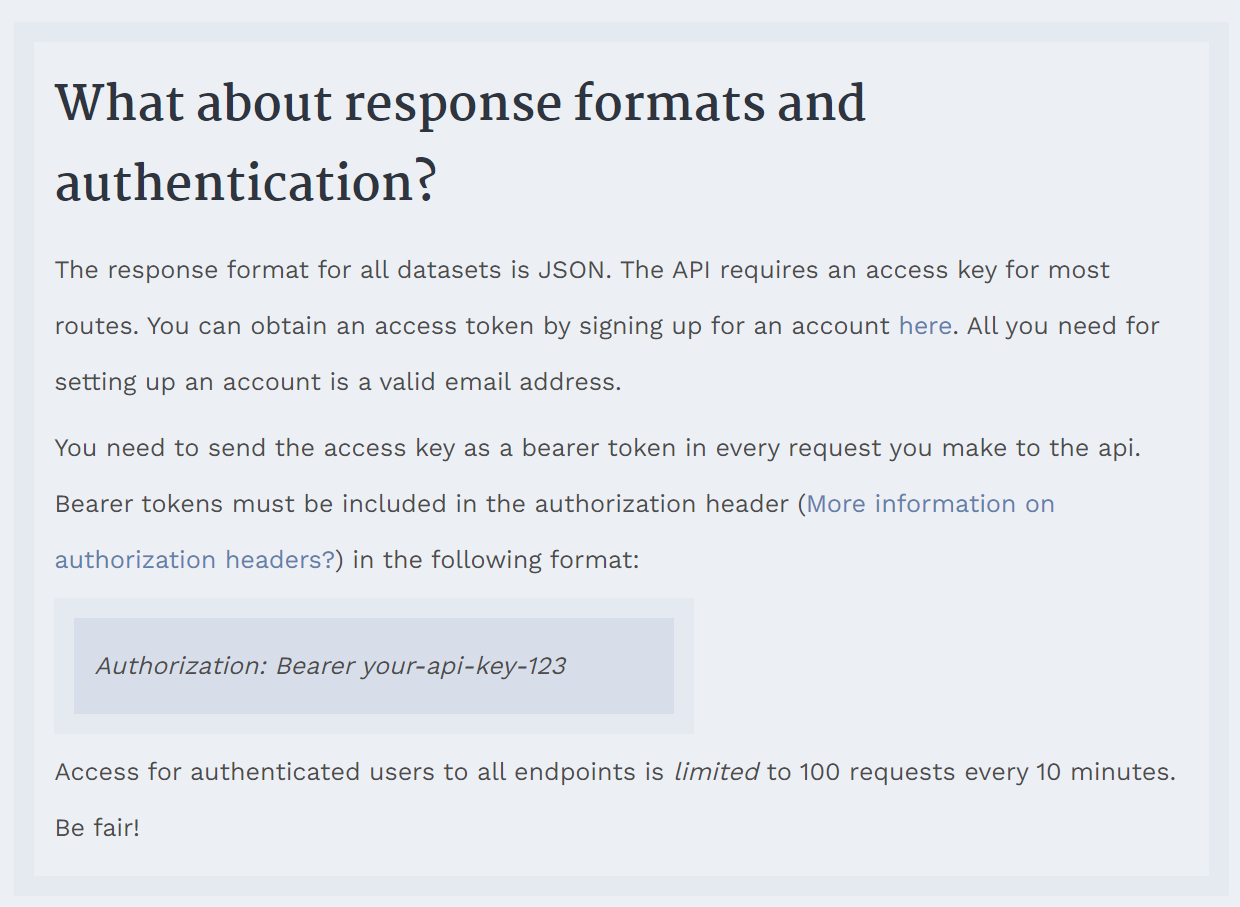 What about response formats and
authentication?
The response format for all datasets is JSON. The API requires an access key for most
routes. You can obtain an access token by signing up for an account here. All you need for
setting up an account is a valid email address.
You need to send the access key as a bearer token in every request you make to the api.
Bearer tokens must be included in the authorization header (More information on
authorization headers?) in the following format:
Authorization: Bearer your-api-key-123
Access for authenticated users to all endpoints is limited to 100 requests every 10 minutes.
Be fair!